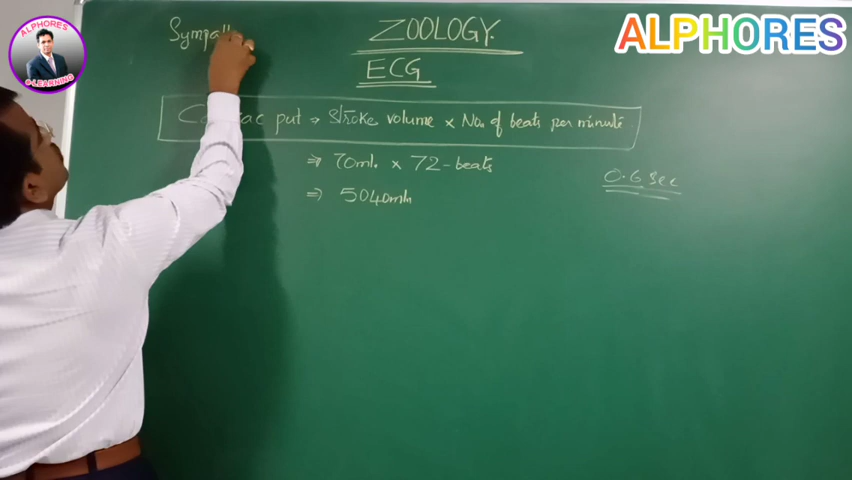 ALPHORES
e-LEARNING
ALPHORES
Sympath
ZOOLOGY.
ECG
put ⇒ Stroke volume × No. of beats per minute
⇒ 70ml. × 72-beats
⇒ 5040ml.
0.6 sec